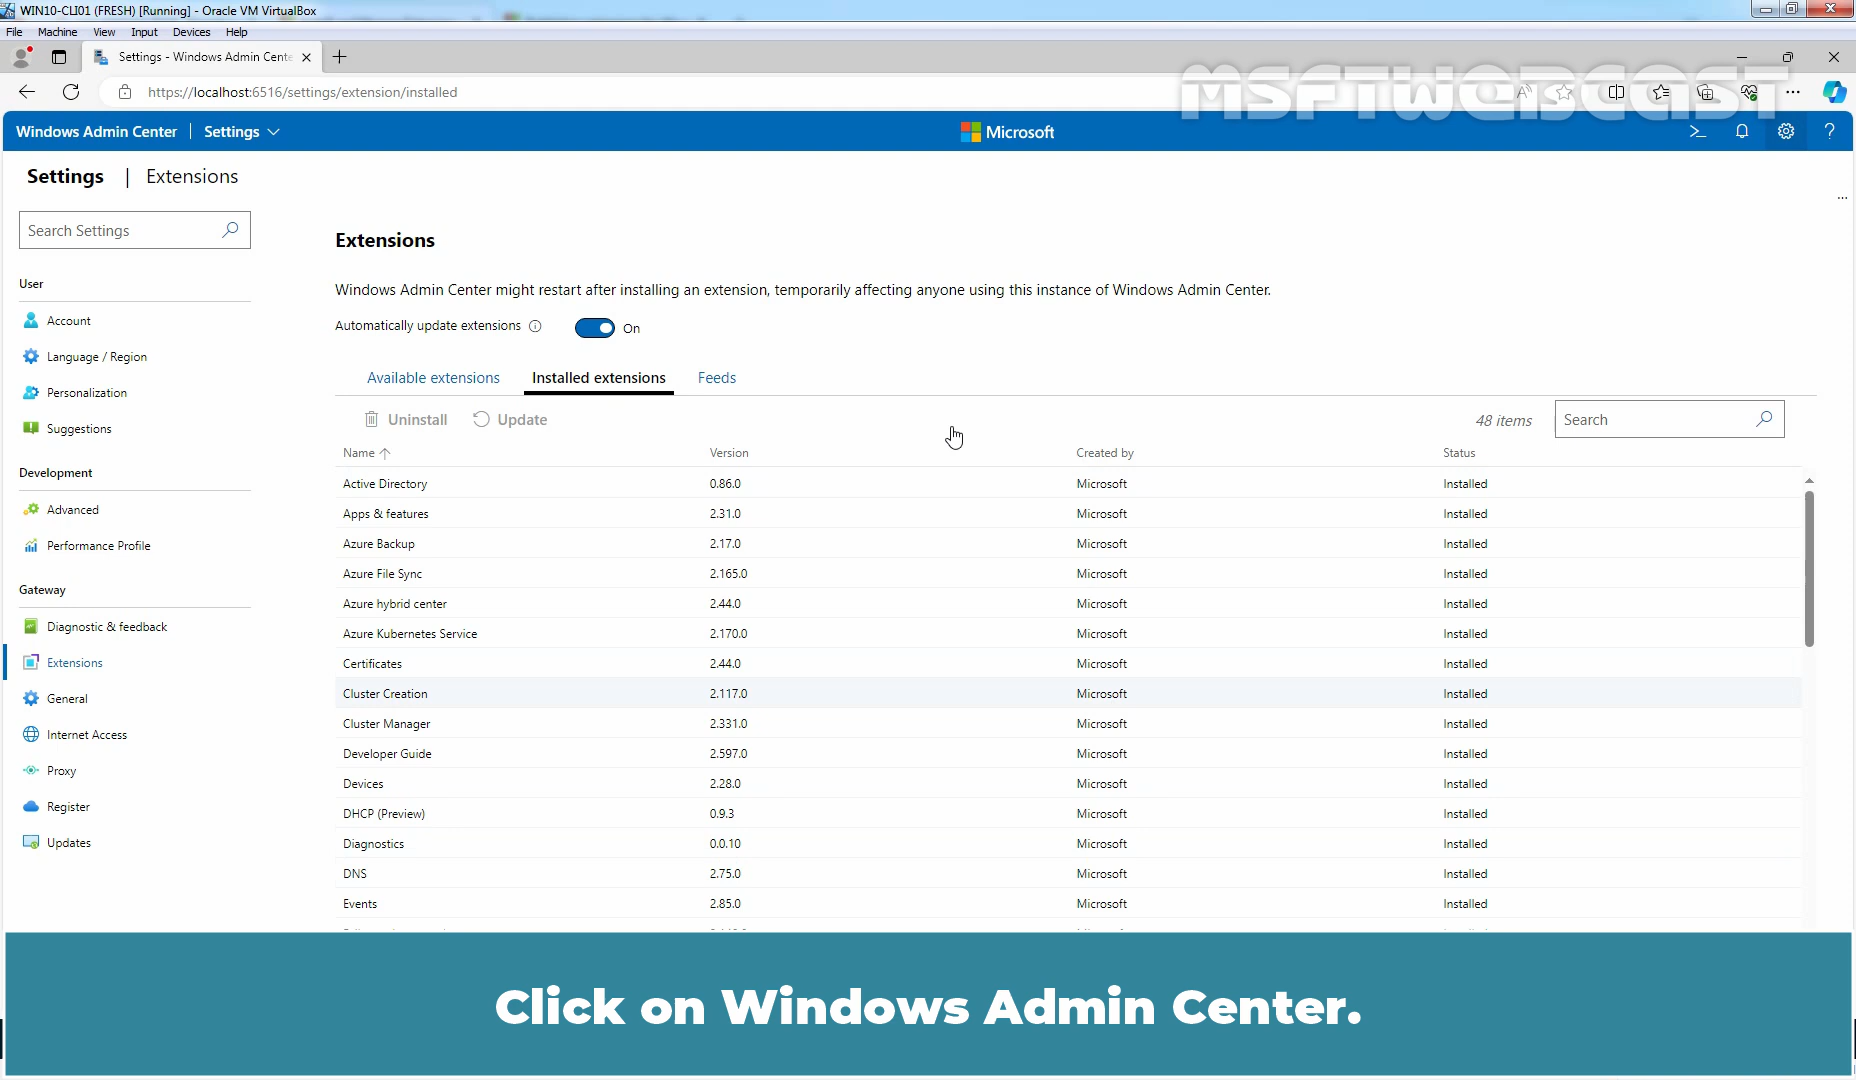 WIN10-CLI01 (FRESH) [Running] - Oracle VM VirtualBox
File Machine View Input Devices Help
Settings - Windows Admin Cente
https://localhost:6516/settings/extension/installed
MSFTWEBCAST
Windows Admin Center | Settings
Microsoft
>_ ?
Settings | Extensions
...
Search Settings
User
Account
Language / Region
Personalization
Suggestions
Development
Advanced
Performance Profile
Gateway
Diagnostic & feedback
Extensions
General
Internet Access
Proxy
Register
Updates
Extensions
Windows Admin Center might restart after installing an extension, temporarily affecting anyone using this instance of Windows Admin Center.
Automatically update extensions On
Available extensions Installed extensions Feeds
Uninstall Update 48 items Search
Name Version Created by Status
Active Directory 0.86.0 Microsoft Installed
Apps & features 2.31.0 Microsoft Installed
Azure Backup 2.17.0 Microsoft Installed
Azure File Sync 2.165.0 Microsoft Installed
Azure hybrid center 2.44.0 Microsoft Installed
Azure Kubernetes Service 2.170.0 Microsoft Installed
Certificates 2.44.0 Microsoft Installed
Cluster Creation 2.117.0 Microsoft Installed
Cluster Manager 2.331.0 Microsoft Installed
Developer Guide 2.597.0 Microsoft Installed
Devices 2.28.0 Microsoft Installed
DHCP (Preview) 0.9.3 Microsoft Installed
Diagnostics 0.0.10 Microsoft Installed
DNS 2.75.0 Microsoft Installed
Events 2.85.0 Microsoft Installed
Click on Windows Admin Center.